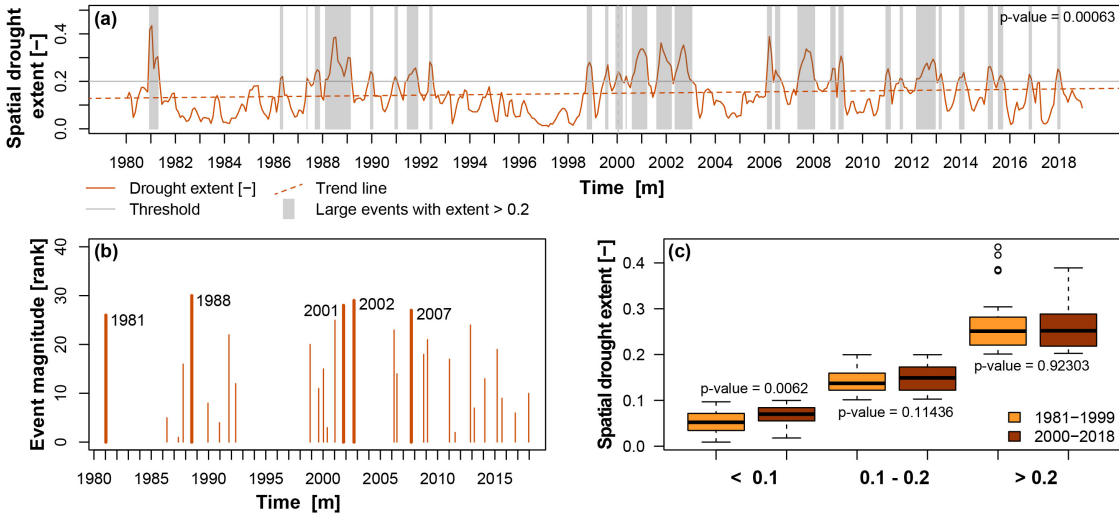 (a)
p-value = 0.00063
Spatial drought
extent [−]
0.0 0.2 0.4
1980 1982 1984 1986 1988 1990 1992 1994 1996 1998 2000 2002 2004 2006 2008 2010 2012 2014 2016 2018
Time [m]
Drought extent [−] Trend line
Threshold Large events with extent > 0.2
(b)
Event magnitude [rank]
0 10 20 30 40
1981
1988
2001
2002
2007
1980 1985 1990 1995 2000 2005 2010 2015
Time [m]
(c)
Spatial drought extent [−]
0.0 0.1 0.2 0.3 0.4
p-value = 0.0062
p-value = 0.11436
p-value = 0.92303
1981−1999
2000−2018
< 0.1 0.1 - 0.2 > 0.2